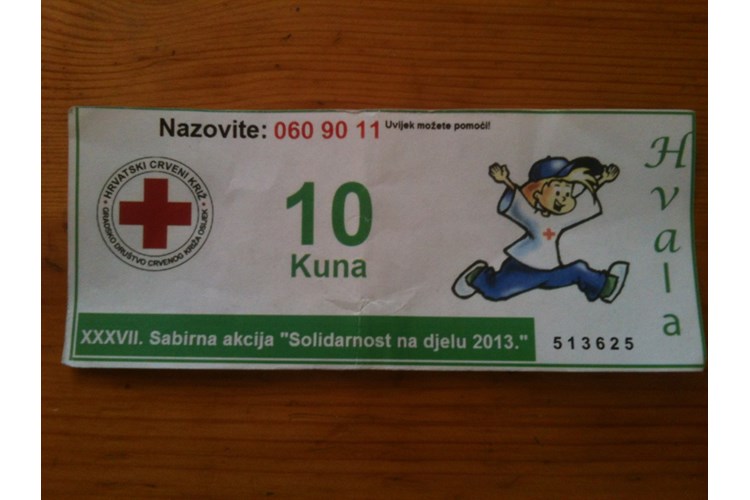 Nazovite: 060 90 11 Uvijek možete pomoći!
HRVATSKI CRVENI KRIŽ
GRADSKO DRUŠTVO CRVENOG KRIŽA OSIJEK
10
Kuna
Hvala
XXXVII. Sabirna akcija "Solidarnost na djelu 2013."
513625